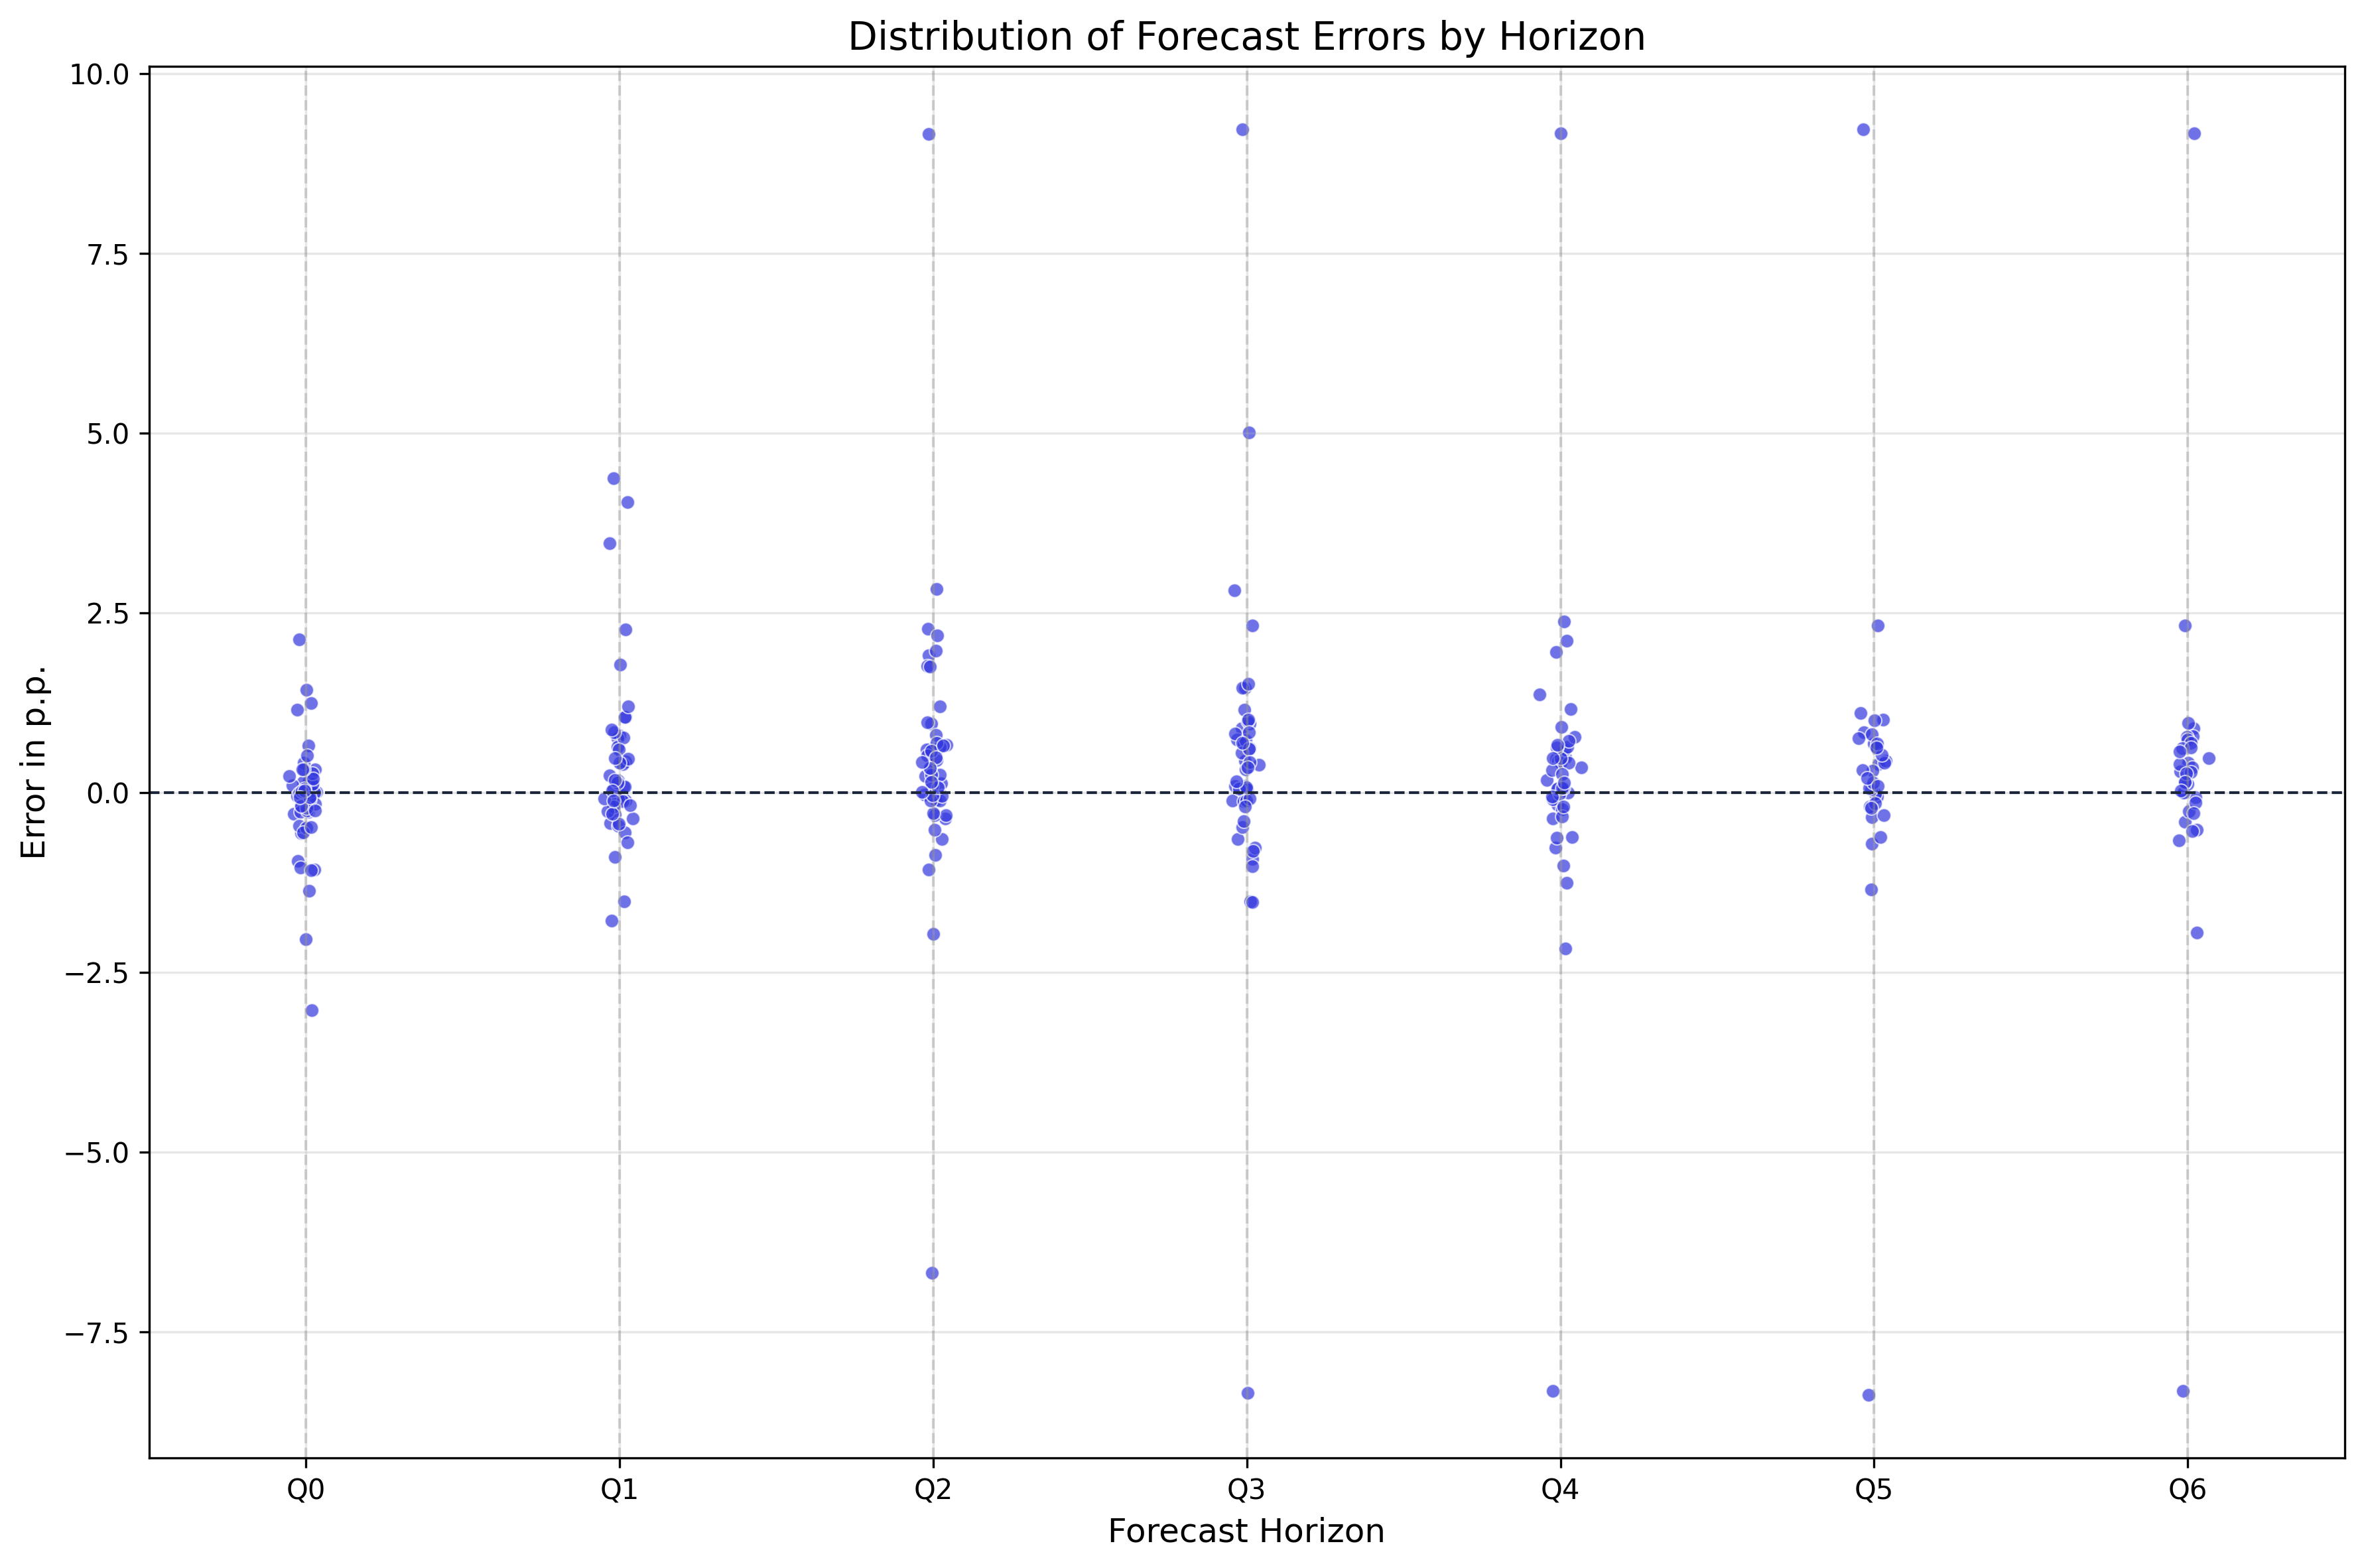 Distribution of Forecast Errors by Horizon
10.0
7.5
5.0
2.5
0.0
−2.5
−5.0
−7.5
Error in p.p.
Q0 Q1 Q2 Q3 Q4 Q5 Q6
Forecast Horizon